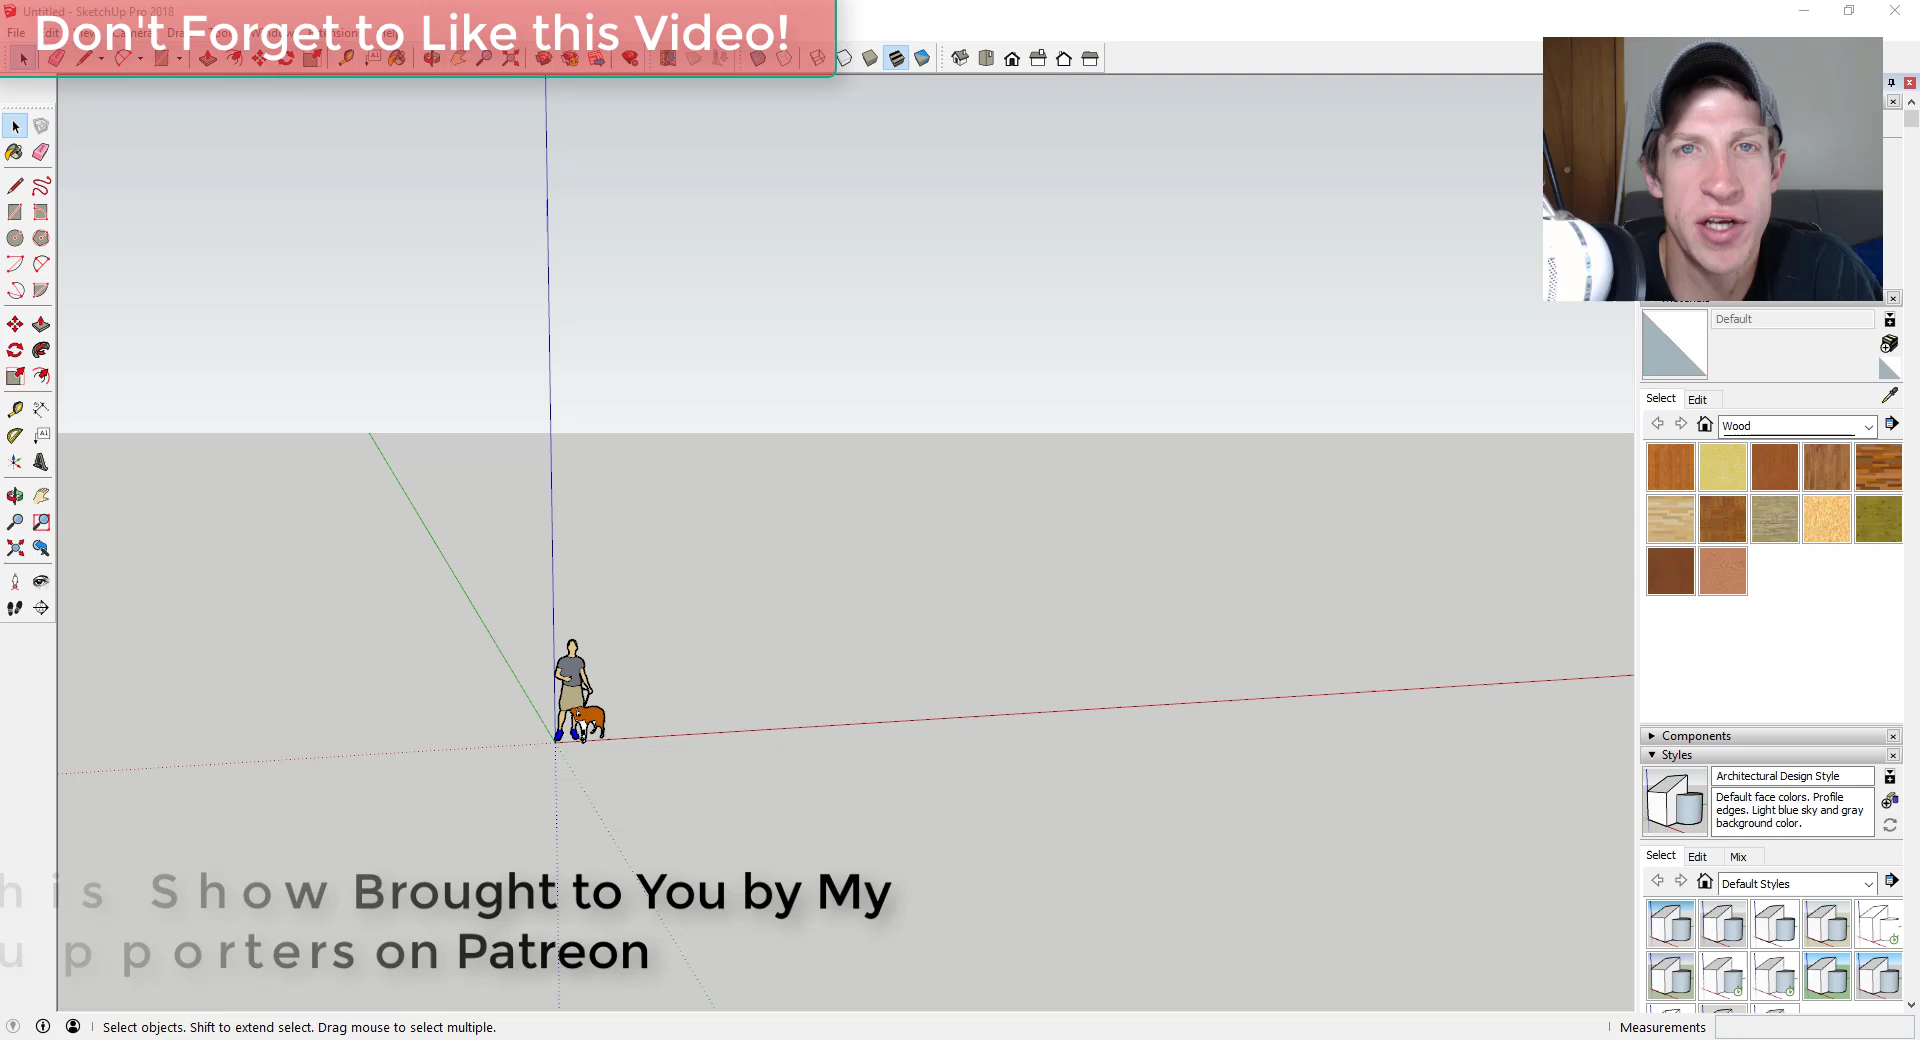 Untitled - SketchUp Pro 2018
Don't Forget to Like this Video!
File
Default
Select Edit
Wood
Components
Styles
Architectural Design Style
Default face colors. Profile
edges. Light blue sky and gray
background color.
Select Edit Mix
Default Styles
his Show Brought to You by My
upporters on Patreon
Select objects. Shift to extend select. Drag mouse to select multiple.
Measurements